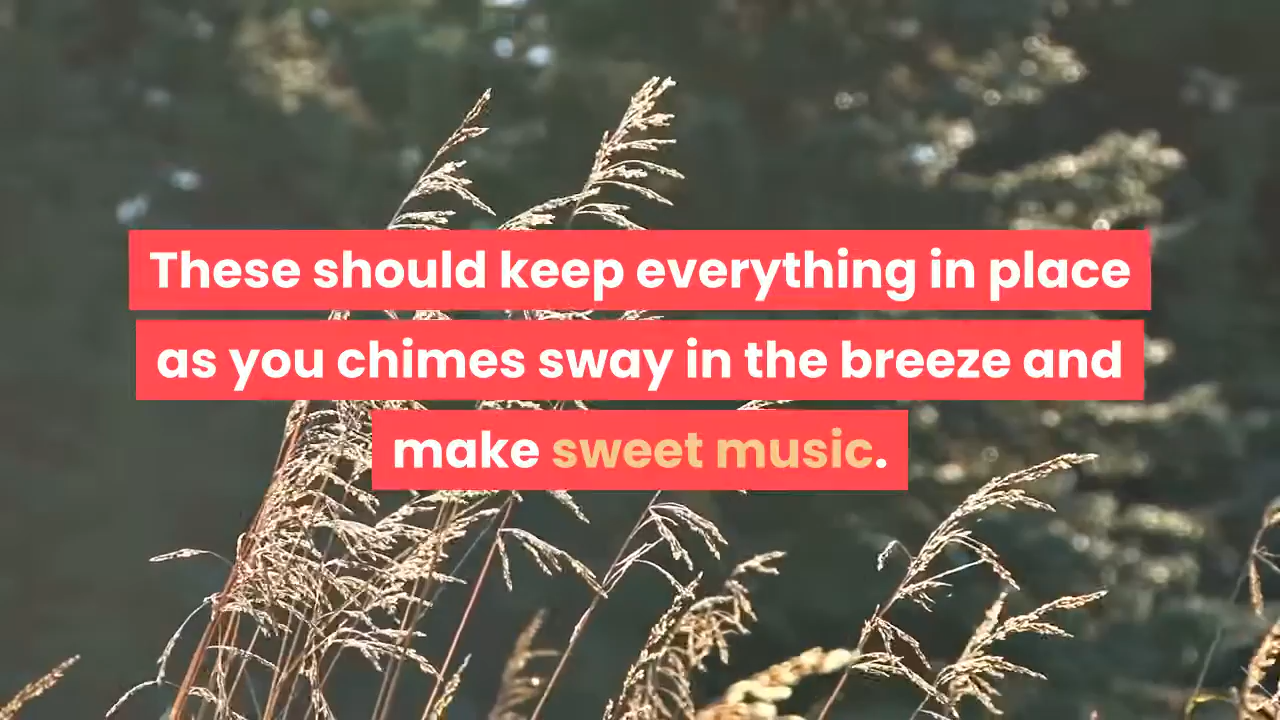 These should keep everything in place
as you chimes sway in the breeze and
make sweet music.